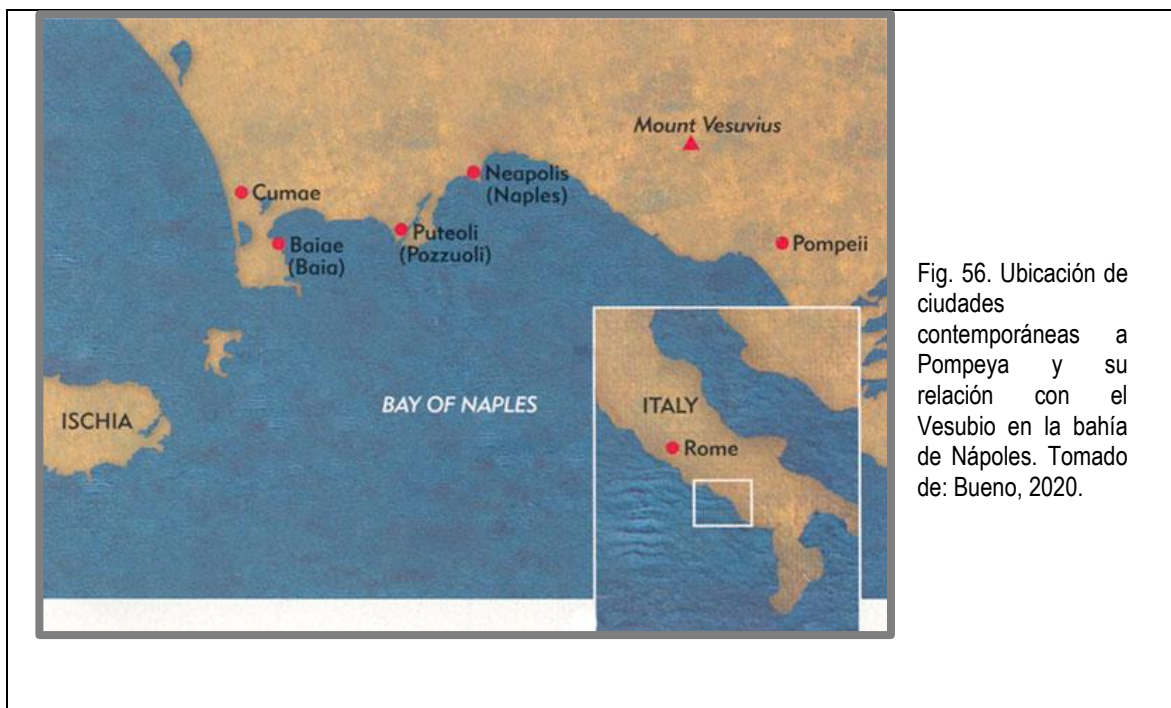 Mount Vesuvius
Neapolis
(Naples)
Cumae
Puteoli
(Pozzuoli)
Baiae
(Baia)
Pompeii
ISCHIA
BAY OF NAPLES
ITALY
Rome
Fig. 56. Ubicación de
ciudades
contemporáneas a
Pompeya y su
relación con el
Vesubio en la bahía
de Nápoles. Tomado
de: Bueno, 2020.